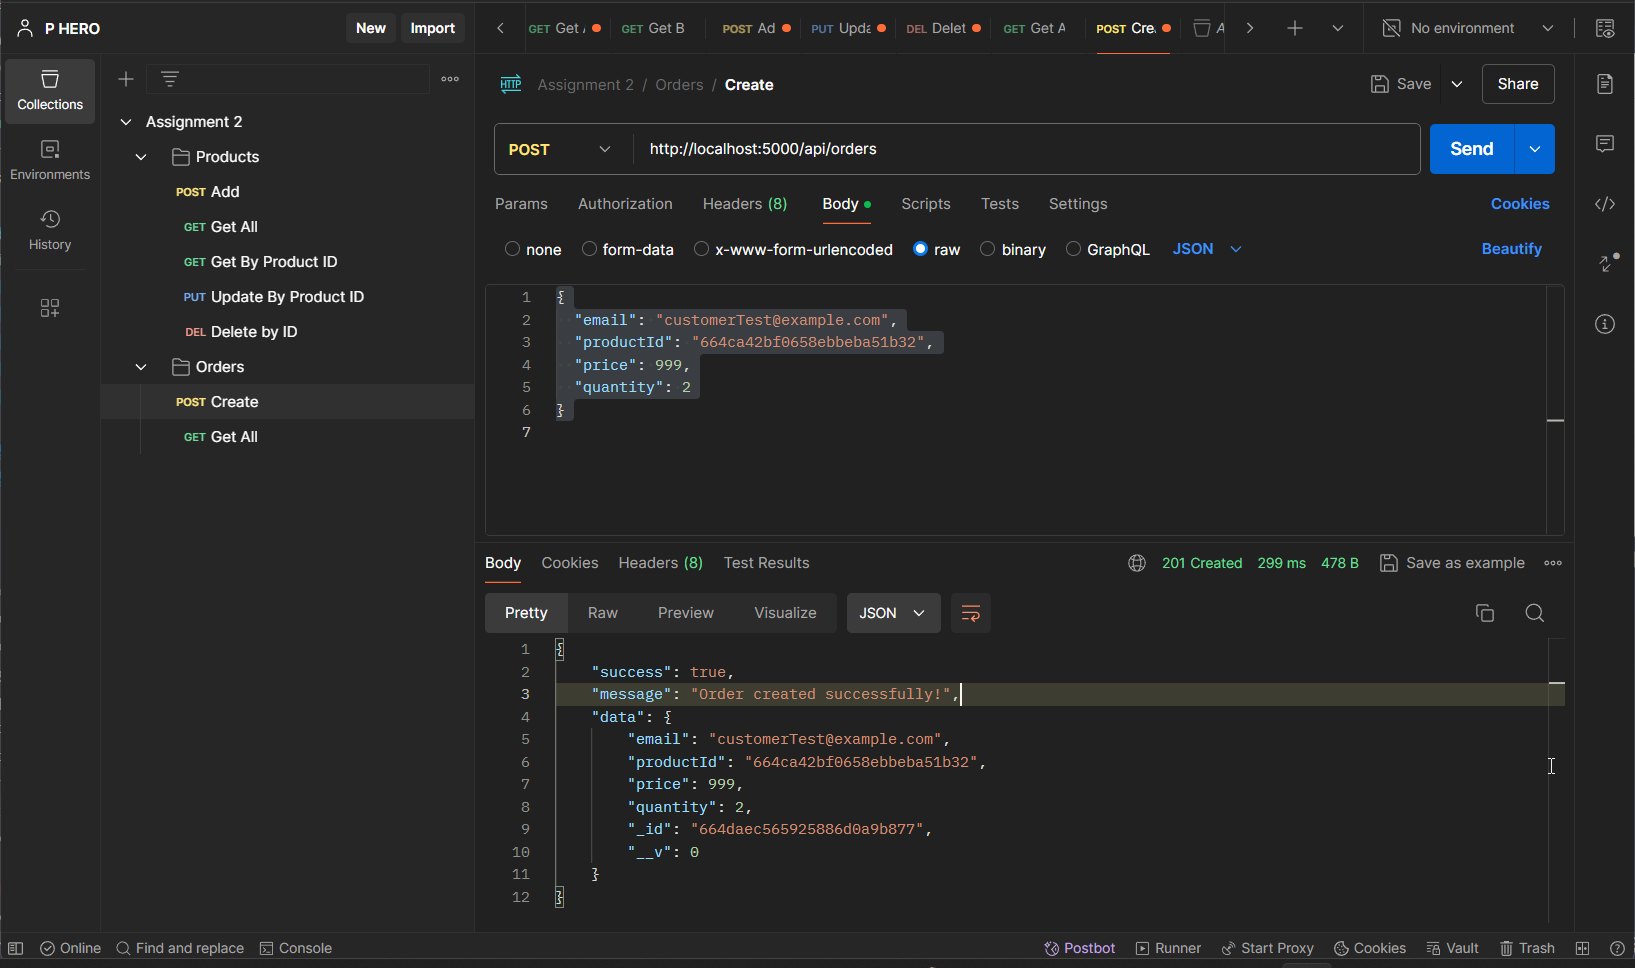 P HERO
New
Import
GET Get
GET Get B
POST Ad
PUT Upda
DEL Delet
GET Get A
POST Cre
A
No environment
Collections
Environments
History
Assignment 2
Products
POST Add
GET Get All
GET Get By Product ID
PUT Update By Product ID
DEL Delete by ID
Orders
POST Create
GET Get All
HTTP Assignment 2 / Orders / Create
Save
Share
POST http://localhost:5000/api/orders
Send
Params Authorization Headers (8) Body Scripts Tests Settings
Cookies
none form-data x-www-form-urlencoded raw binary GraphQL JSON
Beautify
1 {
2 "email": "customerTest@example.com",
3 "productId": "664ca42bf0658ebbeba51b32",
4 "price": 999,
5 "quantity": 2
6 }
7
Body Cookies Headers (8) Test Results
201 Created 299 ms 478 B Save as example
Pretty Raw Preview Visualize JSON
1 {
2 "success": true,
3 "message": "Order created successfully!",
4 "data": {
5 "email": "customerTest@example.com",
6 "productId": "664ca42bf0658ebbeba51b32",
7 "price": 999,
8 "quantity": 2,
9 "_id": "664daec565925886d0a9b877",
10 "__v": 0
11 }
12 }
Online Find and replace Console
Postbot Runner Start Proxy Cookies Vault Trash